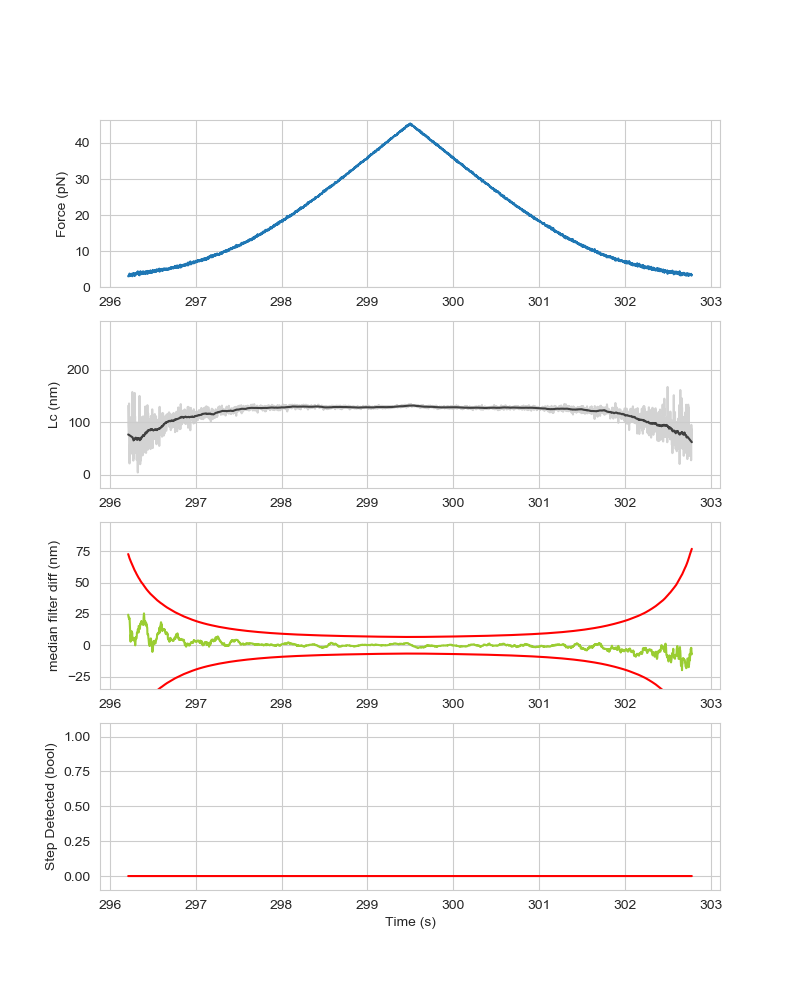 Force (pN)
40
30
20
10
0
296 297 298 299 300 301 302 303
Lc (nm)
200
100
0
296 297 298 299 300 301 302 303
median filter diff (nm)
75
50
25
0
−25
296 297 298 299 300 301 302 303
Step Detected (bool)
1.00
0.75
0.50
0.25
0.00
296 297 298 299 300 301 302 303
Time (s)